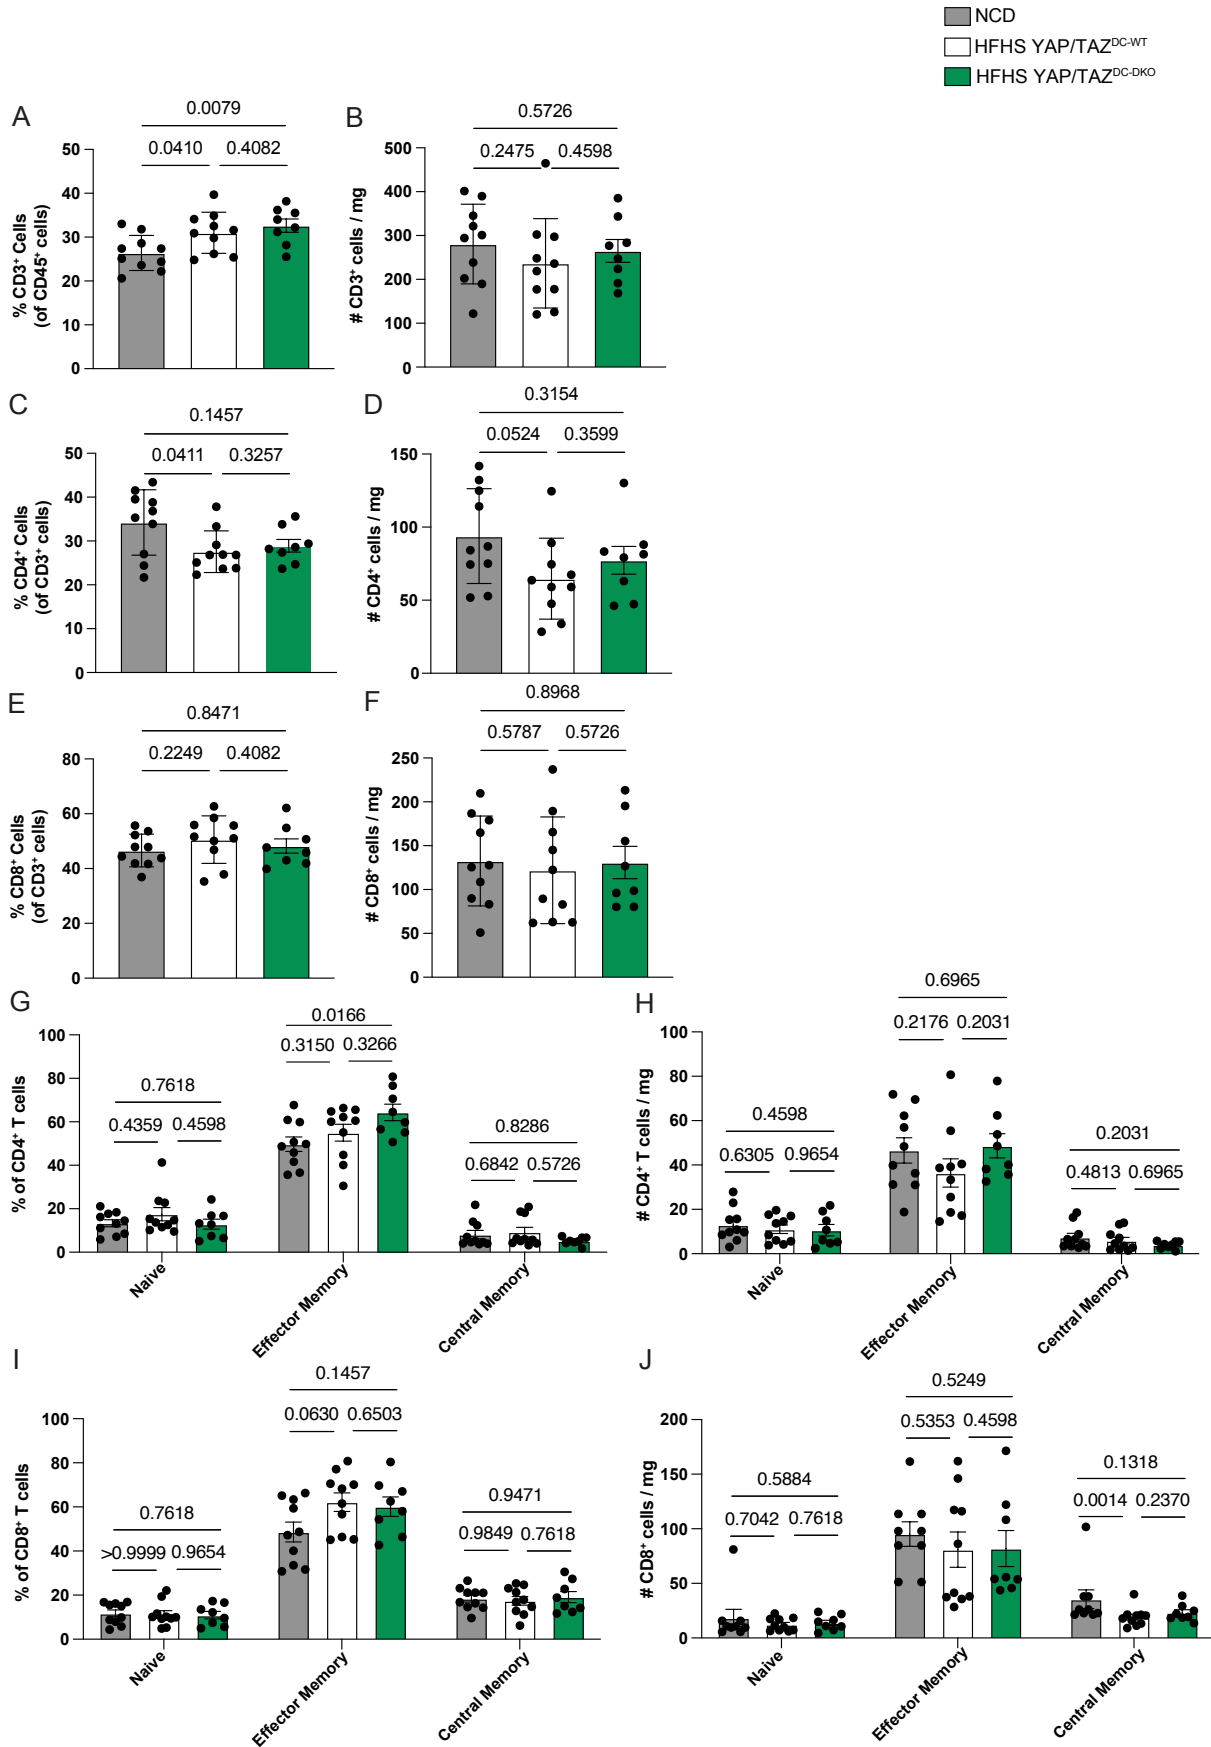 NCD
HFHS YAP/TAZ^DC-WT
HFHS YAP/TAZ^DC-DKO
A
0.0079
0.0410
0.4082
% CD3⁺ Cells
(of CD45⁺ cells)
50
40
30
20
10
0
B
0.5726
0.2475
0.4598
# CD3⁺ cells / mg
500
400
300
200
100
0
C
0.1457
0.0411
0.3257
% CD4⁺ Cells
(of CD3⁺ cells)
50
40
30
20
10
0
D
0.3154
0.0524
0.3599
# CD4⁺ cells / mg
150
100
50
0
E
0.8471
0.2249
0.4082
% CD8⁺ Cells
(of CD3⁺ cells)
80
60
40
20
0
F
0.8968
0.5787
0.5726
# CD8⁺ cells / mg
250
200
150
100
50
0
G
% of CD4⁺ T cells
100
80
60
40
20
0
0.7618
0.4359
0.4598
0.0166
0.3150
0.3266
0.8286
0.6842
0.5726
Naive
Effector Memory
Central Memory
H
# CD4⁺ T cells / mg
100
80
60
40
20
0
0.4598
0.6305
0.9654
0.6965
0.2176
0.2031
0.2031
0.4813
0.6965
Naive
Effector Memory
Central Memory
I
% of CD8⁺ T cells
100
80
60
40
20
0
0.7618
>0.9999
0.9654
0.1457
0.0630
0.6503
0.9471
0.9849
0.7618
Naive
Effector Memory
Central Memory
J
# CD8⁺ cells / mg
200
150
100
50
0
0.5884
0.7042
0.7618
0.5249
0.5353
0.4598
0.1318
0.0014
0.2370
Naive
Effector Memory
Central Memory